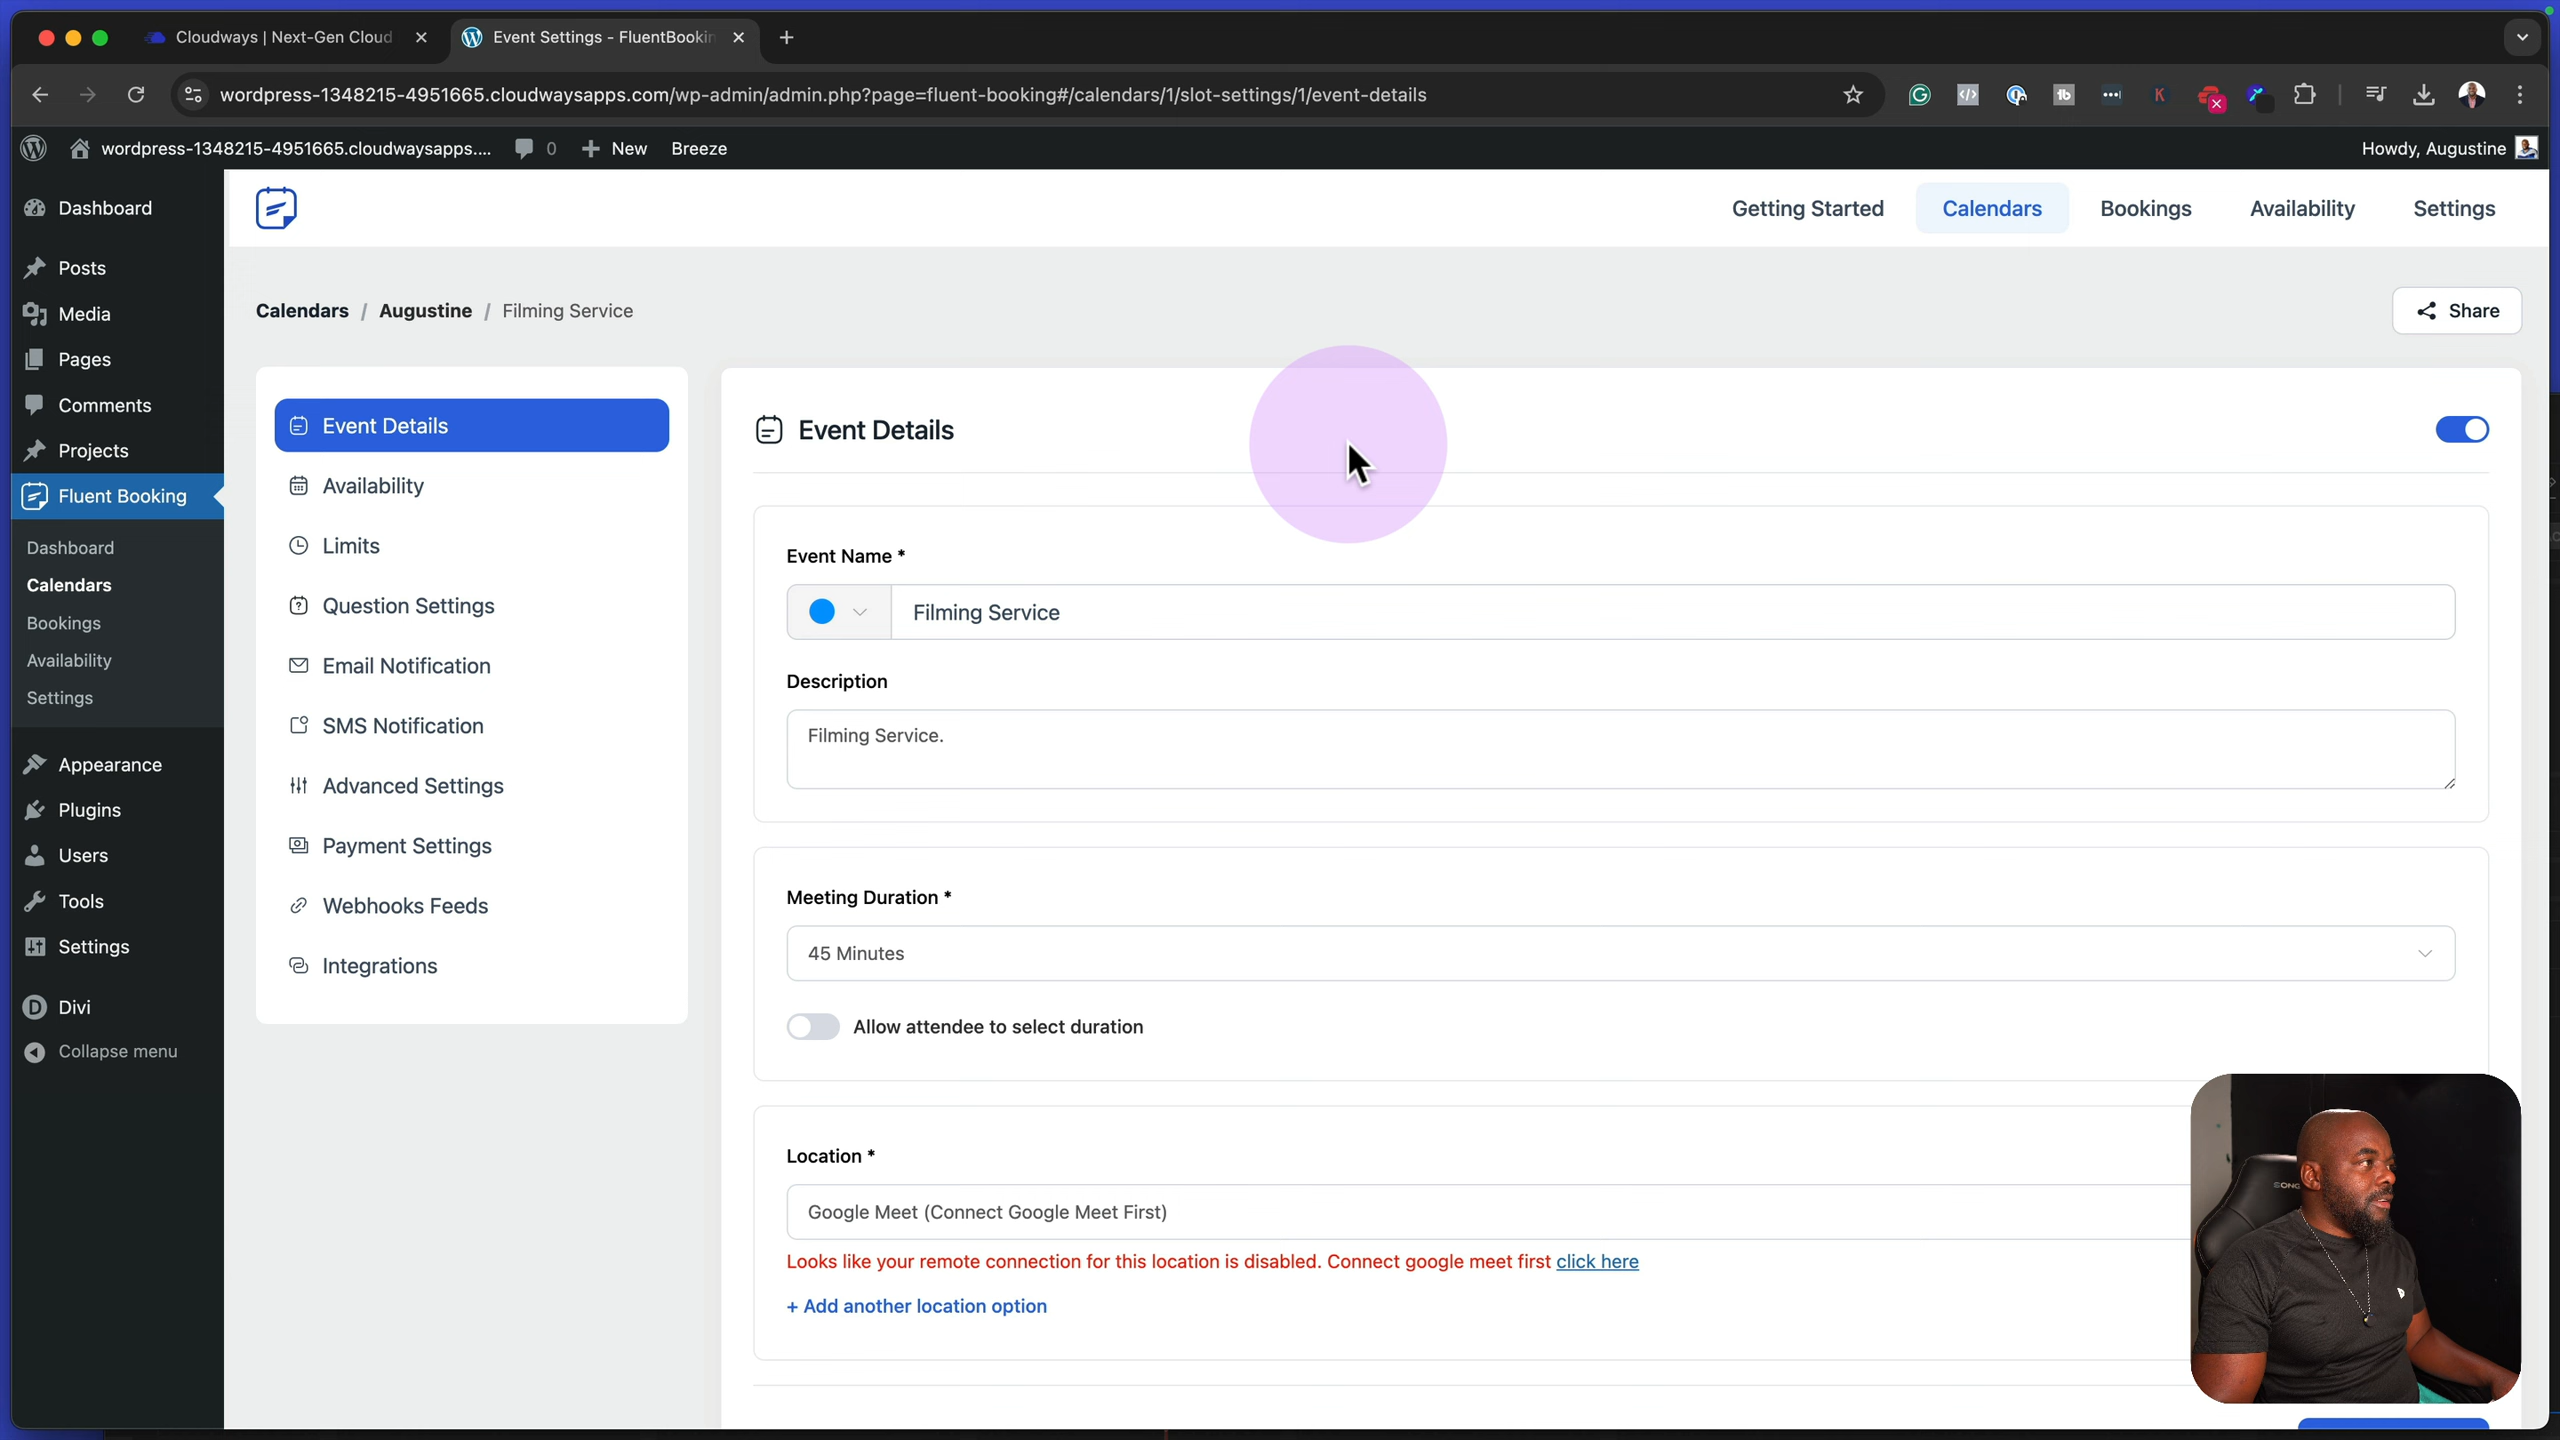 Cloudways | Next-Gen Cloud
Event Settings - FluentBookin
wordpress-1348215-4951665.cloudwaysapps.com/wp-admin/admin.php?page=fluent-booking#/calendars/1/slot-settings/1/event-details
wordpress-1348215-4951665.cloudwaysapps....
0
New
Breeze
Howdy, Augustine
Dashboard
Posts
Media
Pages
Comments
Projects
Fluent Booking
Dashboard
Calendars
Bookings
Availability
Settings
Appearance
Plugins
Users
Tools
Settings
Divi
Collapse menu
Getting Started
Calendars
Bookings
Availability
Settings
Calendars / Augustine / Filming Service
Share
Event Details
Availability
Limits
Question Settings
Email Notification
SMS Notification
Advanced Settings
Payment Settings
Webhooks Feeds
Integrations
Event Details
Event Name *
Filming Service
Description
Filming Service.
Meeting Duration *
45 Minutes
Allow attendee to select duration
Location *
Google Meet (Connect Google Meet First)
Looks like your remote connection for this location is disabled. Connect google meet first click here
+ Add another location option